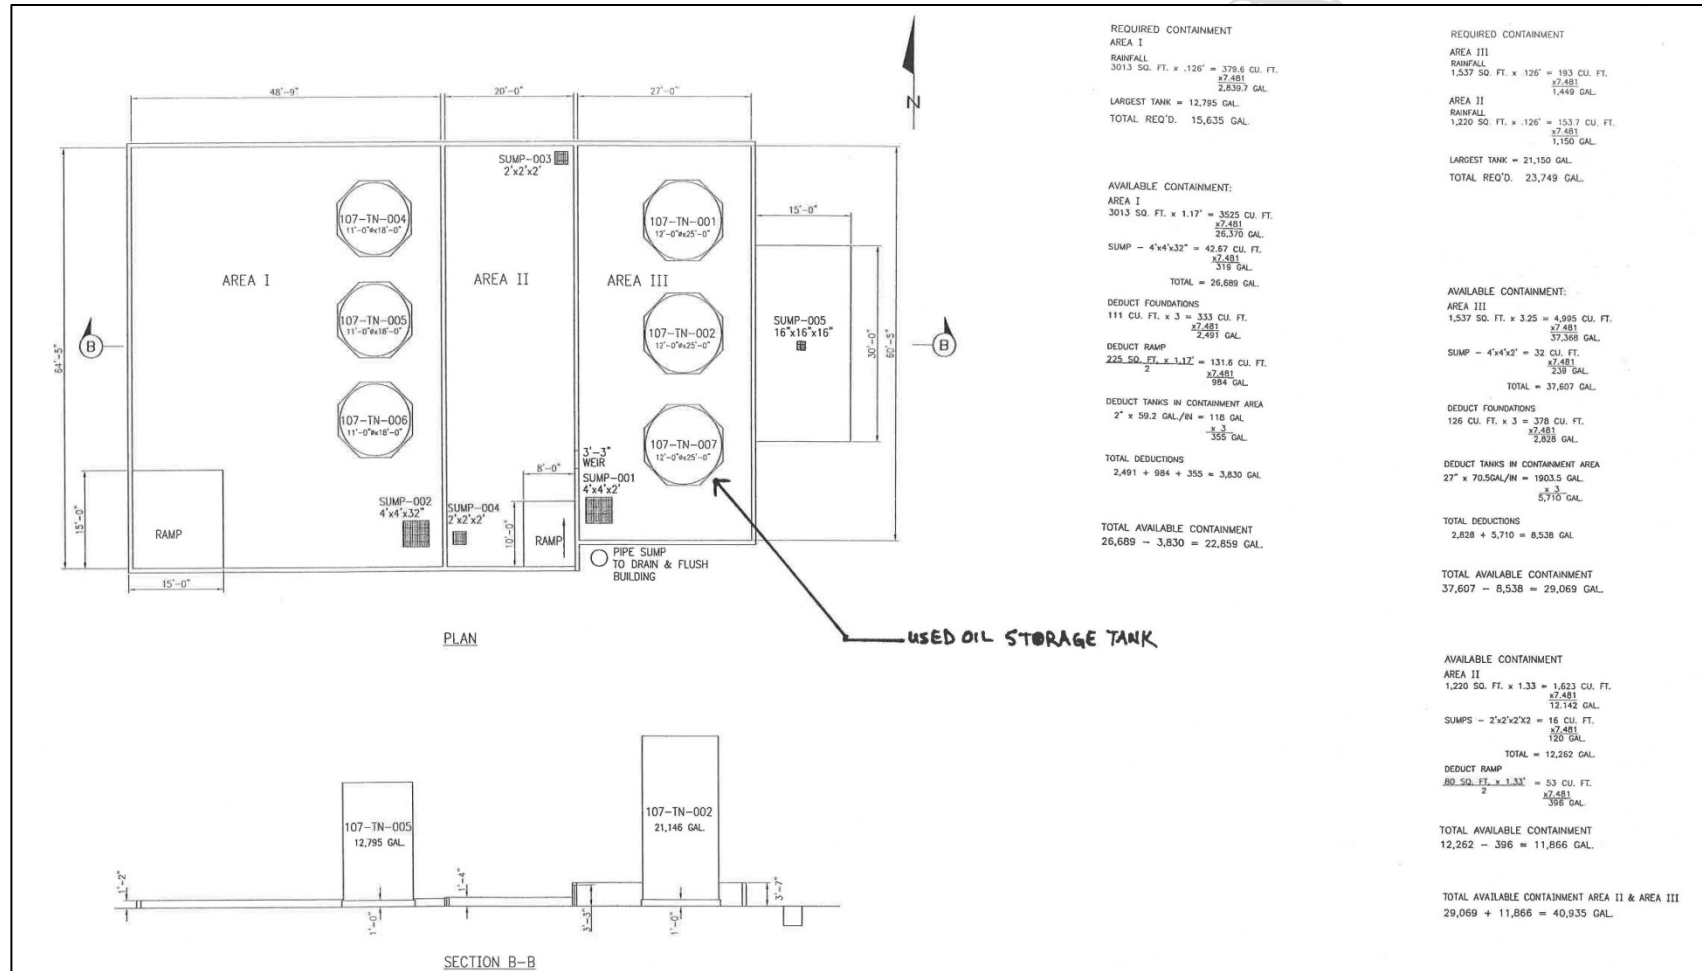 48'-9"
20'-0"
27'-0"
N
SUMP-003
2'x2'x2'
107-TN-004
11'-0"øx18'-0"
107-TN-001
12'-0"øx25'-0"
15'-0"
AREA I
AREA II
AREA III
107-TN-005
11'-0"øx18'-0"
107-TN-002
12'-0"øx25'-0"
SUMP-005
16"x16"x16"
B
B
64'-5"
30'-0"
60'-5"
107-TN-006
11'-0"øx18'-0"
107-TN-007
12'-0"øx25'-0"
3'-3"
WEIR
8'-0"
SUMP-001
4'x4'x2'
SUMP-002
4'x4'x32"
SUMP-004
2'x2'x2'
15'-0"
RAMP
10'-0"
RAMP
PIPE SUMP
TO DRAIN & FLUSH
BUILDING
15'-0"
PLAN
USED OIL STORAGE TANK
107-TN-005
12,795 GAL.
107-TN-002
21,146 GAL.
1'-2"
1'-0"
1'-4"
3'-3"
1'-0"
3'-7"
SECTION B-B
REQUIRED CONTAINMENT
AREA I
RAINFALL
3013 SQ. FT. x .126' = 379.6 CU. FT.
x7.481
2,839.7 GAL
LARGEST TANK = 12,795 GAL.
TOTAL REQ'D. 15,635 GAL.
AVAILABLE CONTAINMENT:
AREA I
3013 SQ. FT. x 1.17' = 3525 CU. FT.
x7.481
26,370 GAL.
SUMP - 4'x4'x32" = 42.67 CU. FT.
x7.481
319 GAL.
TOTAL = 26,689 GAL.
DEDUCT FOUNDATIONS
111 CU. FT. x 3 = 333 CU. FT.
x7.481
2,491 GAL.
DEDUCT RAMP
225 SQ. FT. x 1.17' = 131.6 CU. FT.
2
x7.481
984 GAL.
DEDUCT TANKS IN CONTAINMENT AREA
2" x 59.2 GAL./IN = 118 GAL
x 3
355 GAL.
TOTAL DEDUCTIONS
2,491 + 984 + 355 = 3,830 GAL
TOTAL AVAILABLE CONTAINMENT
26,689 - 3,830 = 22,859 GAL.
REQUIRED CONTAINMENT
AREA III
RAINFALL
1,537 SQ. FT. x .126' = 193 CU. FT.
x7.481
1,449 GAL.
AREA II
RAINFALL
1,220 SQ. FT. x .126' = 153.7 CU. FT.
x7.481
1,150 GAL.
LARGEST TANK = 21,150 GAL.
TOTAL REQ'D. 23,749 GAL.
AVAILABLE CONTAINMENT:
AREA III
1,537 SQ. FT. x 3.25 = 4,995 CU. FT.
x7.481
37,368 GAL.
SUMP - 4'x4'x2' = 32 CU. FT.
x7.481
239 GAL.
TOTAL = 37,607 GAL.
DEDUCT FOUNDATIONS
126 CU. FT. x 3 = 378 CU. FT.
x7.481
2,828 GAL.
DEDUCT TANKS IN CONTAINMENT AREA
27" x 70.5GAL/IN = 1903.5 GAL.
x 3
5,710 GAL.
TOTAL DEDUCTIONS
2,828 + 5,710 = 8,538 GAL
TOTAL AVAILABLE CONTAINMENT
37,607 - 8,538 = 29,069 GAL.
AVAILABLE CONTAINMENT
AREA II
1,220 SQ. FT. x 1.33 = 1,623 CU. FT.
x7.481
12.142 GAL.
SUMPS - 2'x2'x2'X2 = 16 CU. FT.
x7.481
120 GAL.
TOTAL = 12,262 GAL.
DEDUCT RAMP
80 SQ. FT. x 1.33' = 53 CU. FT.
2
x7.481
396 GAL.
TOTAL AVAILABLE CONTAINMENT
12,262 - 396 = 11,866 GAL.
TOTAL AVAILABLE CONTAINMENT AREA II & AREA III
29,069 + 11,866 = 40,935 GAL.